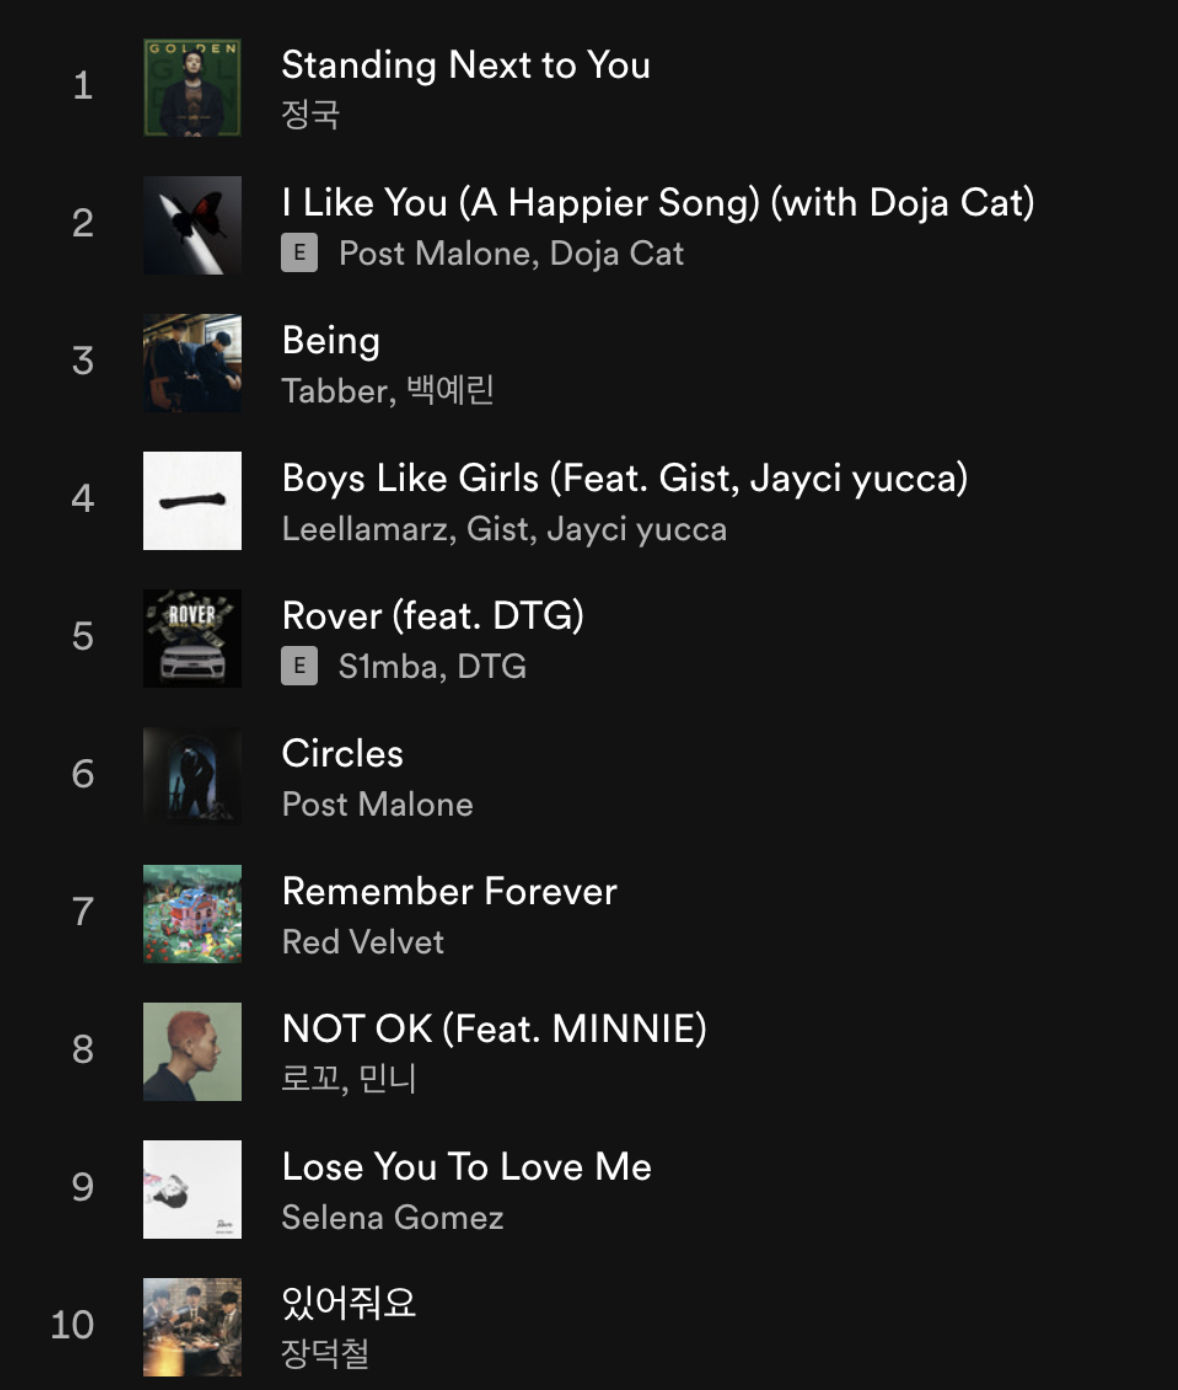 1
GOLDEN
Standing Next to You
정국
2
I Like You (A Happier Song) (with Doja Cat)
E Post Malone, Doja Cat
3
Being
Tabber, 백예린
4
Boys Like Girls (Feat. Gist, Jayci yucca)
Leellamarz, Gist, Jayci yucca
5
ROVER
Rover (feat. DTG)
E S1mba, DTG
6
Circles
Post Malone
7
Remember Forever
Red Velvet
8
NOT OK (Feat. MINNIE)
로꼬, 민니
9
Lose You To Love Me
Selena Gomez
10
있어줘요
장덕철